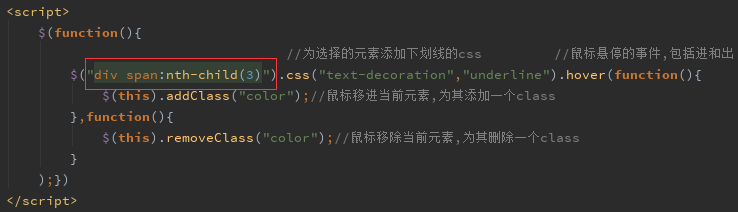 <script>
$(function(){
//为选择的元素添加下划线的css //鼠标悬停的事件,包括进和出
$("div span:nth-child(3)").css("text-decoration","underline").hover(function(){
$(this).addClass("color");//鼠标移进当前元素,为其添加一个class
},function(){
$(this).removeClass("color");//鼠标移除当前元素,为其删除一个class
}
);})
</script>